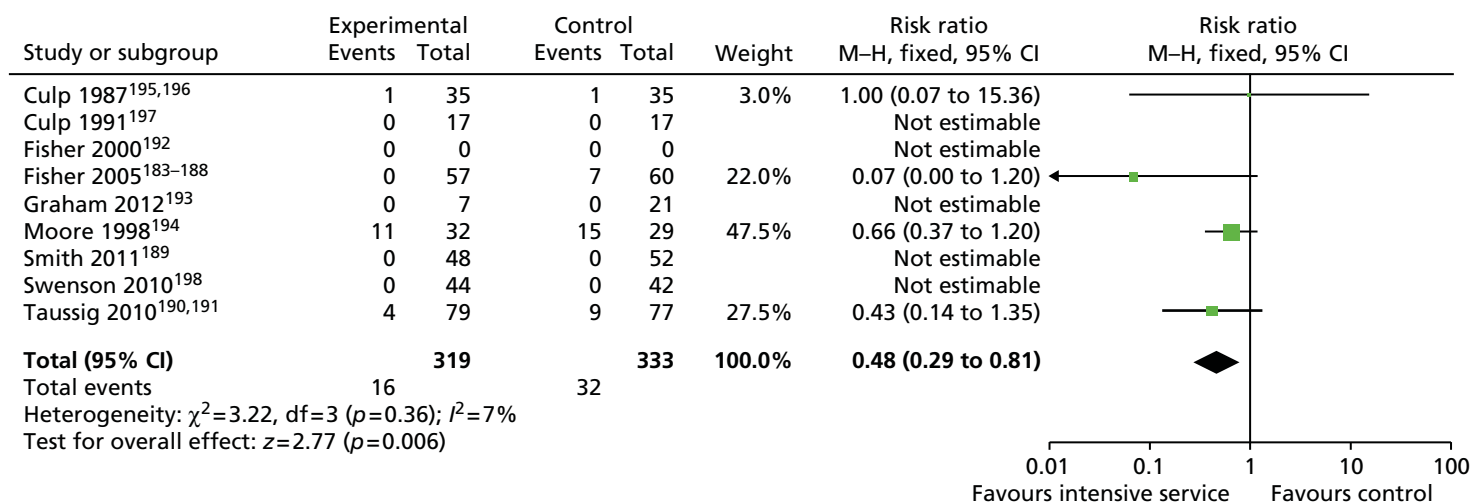 Experimental Control Risk ratio Risk ratio
Study or subgroup Events Total Events Total Weight M–H, fixed, 95% CI M–H, fixed, 95% CI
Culp 1987195,196 1 35 1 35 3.0% 1.00 (0.07 to 15.36)
Culp 1991197 0 17 0 17 Not estimable
Fisher 2000192 0 0 0 0 Not estimable
Fisher 2005183–188 0 57 7 60 22.0% 0.07 (0.00 to 1.20)
Graham 2012193 0 7 0 21 Not estimable
Moore 1998194 11 32 15 29 47.5% 0.66 (0.37 to 1.20)
Smith 2011189 0 48 0 52 Not estimable
Swenson 2010198 0 44 0 42 Not estimable
Taussig 2010190,191 4 79 9 77 27.5% 0.43 (0.14 to 1.35)
Total (95% CI) 319 333 100.0% 0.48 (0.29 to 0.81)
Total events 16 32
Heterogeneity: χ2=3.22, df=3 (p=0.36); I2=7%
Test for overall effect: z=2.77 (p=0.006)
0.01 0.1 1 10 100
Favours intensive service Favours control